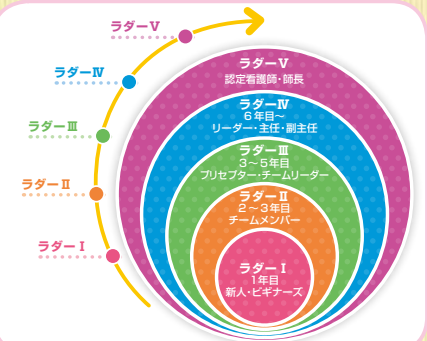 ラダーⅤ
ラダーⅣ
ラダーⅢ
ラダーⅡ
ラダーⅠ
ラダーⅤ
認定看護師・師長
ラダーⅣ
6年目~
リーダー・主任・副主任
ラダーⅢ
3~5年目
プリセプター・チームリーダー
ラダーⅡ
2~3年目
チームメンバー
ラダーⅠ
1年目
新人・ビギナーズ